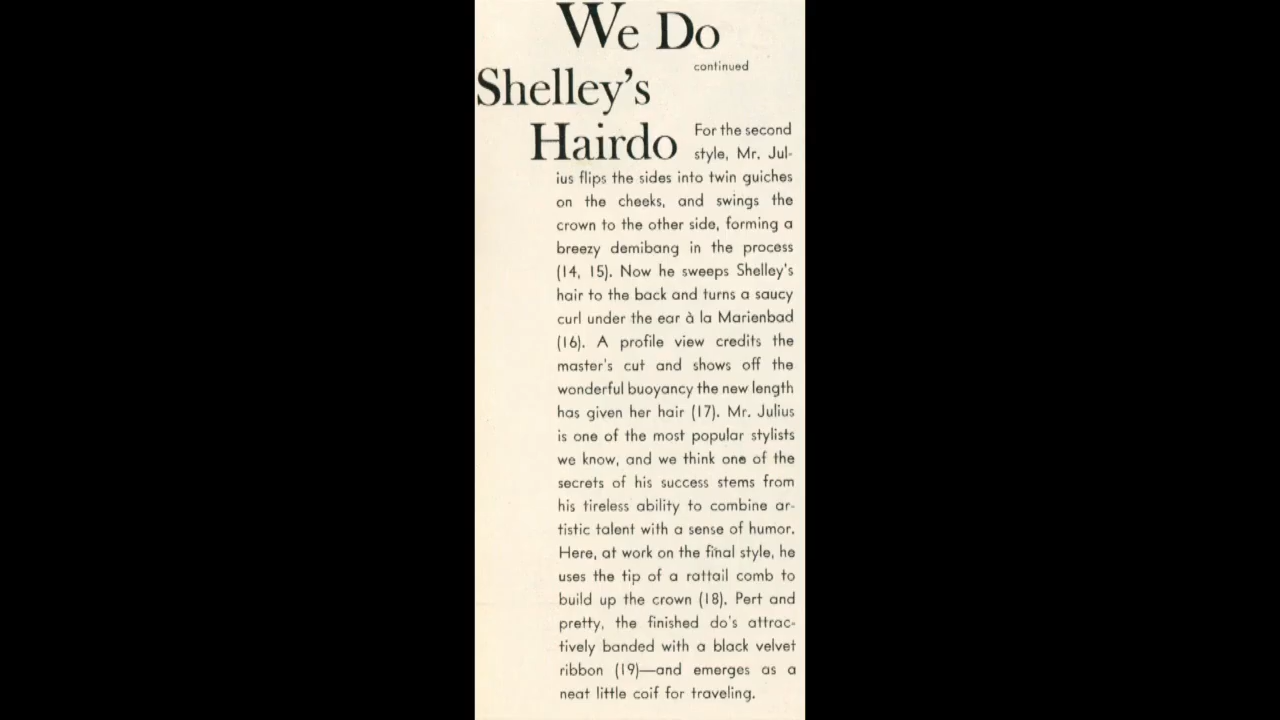 We Do
continued
Shelley's
Hairdo
For the second
style, Mr. Jul-
ius flips the sides into twin guiches
on the cheeks, and swings the
crown to the other side, forming a
breezy demibang in the process
(14, 15). Now he sweeps Shelley's
hair to the back and turns a saucy
curl under the ear à la Marienbad
(16). A profile view credits the
master's cut and shows off the
wonderful buoyancy the new length
has given her hair (17). Mr. Julius
is one of the most popular stylists
we know, and we think one of the
secrets of his success stems from
his tireless ability to combine ar-
tistic talent with a sense of humor.
Here, at work on the final style, he
uses the tip of a rattail comb to
build up the crown (18). Pert and
pretty, the finished do's attrac-
tively banded with a black velvet
ribbon (19)—and emerges as a
neat little coif for traveling.